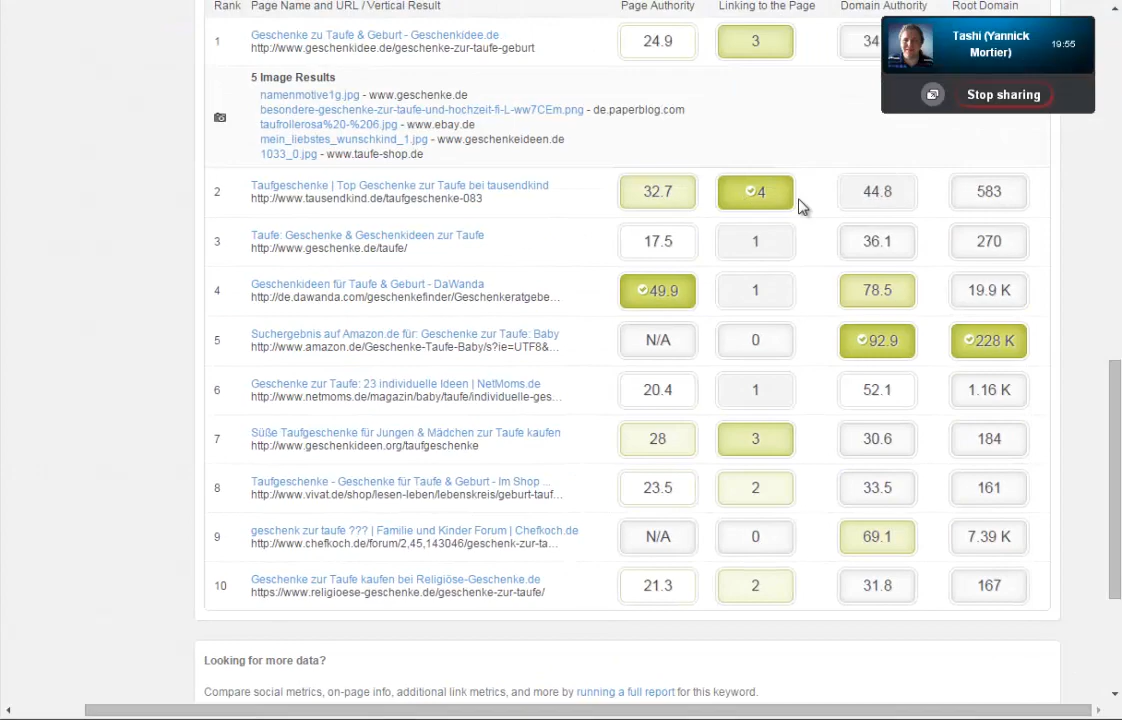 Rank Page Name and URL / Vertical Result Page Authority Linking to the Page Domain Authority Root Domain
1 Geschenke zu Taufe & Geburt - Geschenkidee.de 24.9 3 34
http://www.geschenkidee.de/geschenke-zur-taufe-geburt
Tashi (Yannick Mortier) 19:55
Stop sharing
5 Image Results
namenmotive1g.jpg - www.geschenke.de
besondere-geschenke-zur-taufe-und-hochzeit-fi-L-ww7CEm.png - de.paperblog.com
taufrollerosa%20-%206.jpg - www.ebay.de
mein_liebstes_wunschkind_1.jpg - www.geschenkideen.de
1033_0.jpg - www.taufe-shop.de
2 Taufgeschenke | Top Geschenke zur Taufe bei tausendkind 32.7 4 44.8 583
http://www.tausendkind.de/taufgeschenke-083
3 Taufe: Geschenke & Geschenkideen zur Taufe 17.5 1 36.1 270
http://www.geschenke.de/taufe/
4 Geschenkideen für Taufe & Geburt - DaWanda 49.9 1 78.5 19.9 K
http://de.dawanda.com/geschenkefinder/Geschenkeratgebe...
5 Suchergebnis auf Amazon.de für: Geschenke zur Taufe: Baby N/A 0 92.9 228 K
http://www.amazon.de/Geschenke-Taufe-Baby/s?ie=UTF8&...
6 Geschenke zur Taufe: 23 individuelle Ideen | NetMoms.de 20.4 1 52.1 1.16 K
http://www.netmoms.de/magazin/baby/taufe/individuelle-ges...
7 Süße Taufgeschenke für Jungen & Mädchen zur Taufe kaufen 28 3 30.6 184
http://www.geschenkideen.org/taufgeschenke
8 Taufgeschenke - Geschenke für Taufe & Geburt - Im Shop ... 23.5 2 33.5 161
http://www.vivat.de/shop/lesen-leben/lebenskreis/geburt-tauf...
9 geschenk zur taufe ??? | Familie und Kinder Forum | Chefkoch.de N/A 0 69.1 7.39 K
http://www.chefkoch.de/forum/2,45,143046/geschenk-zur-ta...
10 Geschenke zur Taufe kaufen bei Religiöse-Geschenke.de 21.3 2 31.8 167
https://www.religioese-geschenke.de/geschenke-zur-taufe/
Looking for more data?
Compare social metrics, on-page info, additional link metrics, and more by running a full report for this keyword.